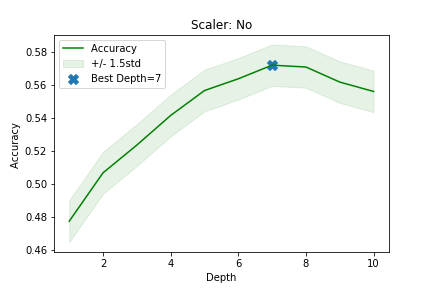 Scaler: No
Accuracy
+/- 1.5std
Best Depth=7
Accuracy
0.58
0.56
0.54
0.52
0.50
0.48
0.46
2 4 6 8 10
Depth